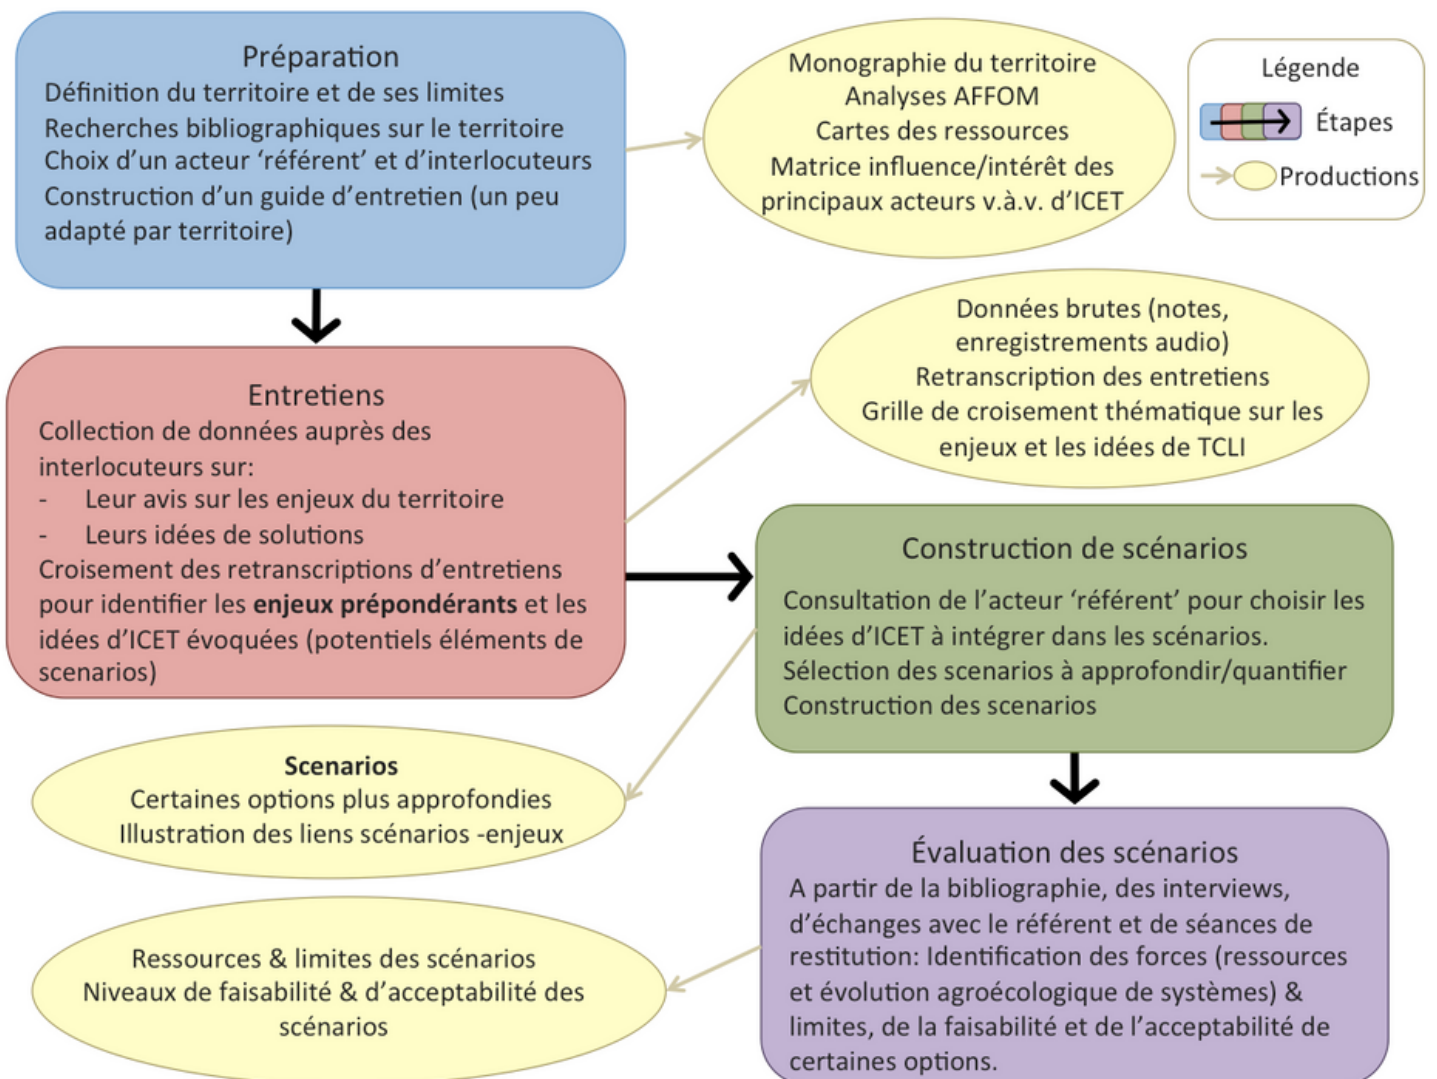 Préparation
Définition du territoire et de ses limites
Recherches bibliographiques sur le territoire
Choix d’un acteur ‘référent’ et d’interlocuteurs
Construction d’un guide d’entretien (un peu
adapté par territoire)
Monographie du territoire
Analyses AFFOM
Cartes des ressources
Matrice influence/intérêt des
principaux acteurs v.à.v. d’ICET
Légende
Étapes
Productions
Données brutes (notes,
enregistrements audio)
Retranscription des entretiens
Grille de croisement thématique sur les
enjeux et les idées de TCLI
Entretiens
Collection de données auprès des
interlocuteurs sur:
- Leur avis sur les enjeux du territoire
- Leurs idées de solutions
Croisement des retranscriptions d’entretiens
pour identifier les enjeux prépondérants et les
idées d’ICET évoquées (potentiels éléments de
scenarios)
Construction de scénarios
Consultation de l’acteur ‘référent’ pour choisir les
idées d’ICET à intégrer dans les scénarios.
Sélection des scenarios à approfondir/quantifier
Construction des scenarios
Scenarios
Certaines options plus approfondies
Illustration des liens scénarios -enjeux
Évaluation des scénarios
A partir de la bibliographie, des interviews,
d’échanges avec le référent et de séances de
restitution: Identification des forces (ressources
et évolution agroécologique de systèmes) &
limites, de la faisabilité et de l’acceptabilité de
certaines options.
Ressources & limites des scénarios
Niveaux de faisabilité & d’acceptabilité des
scénarios